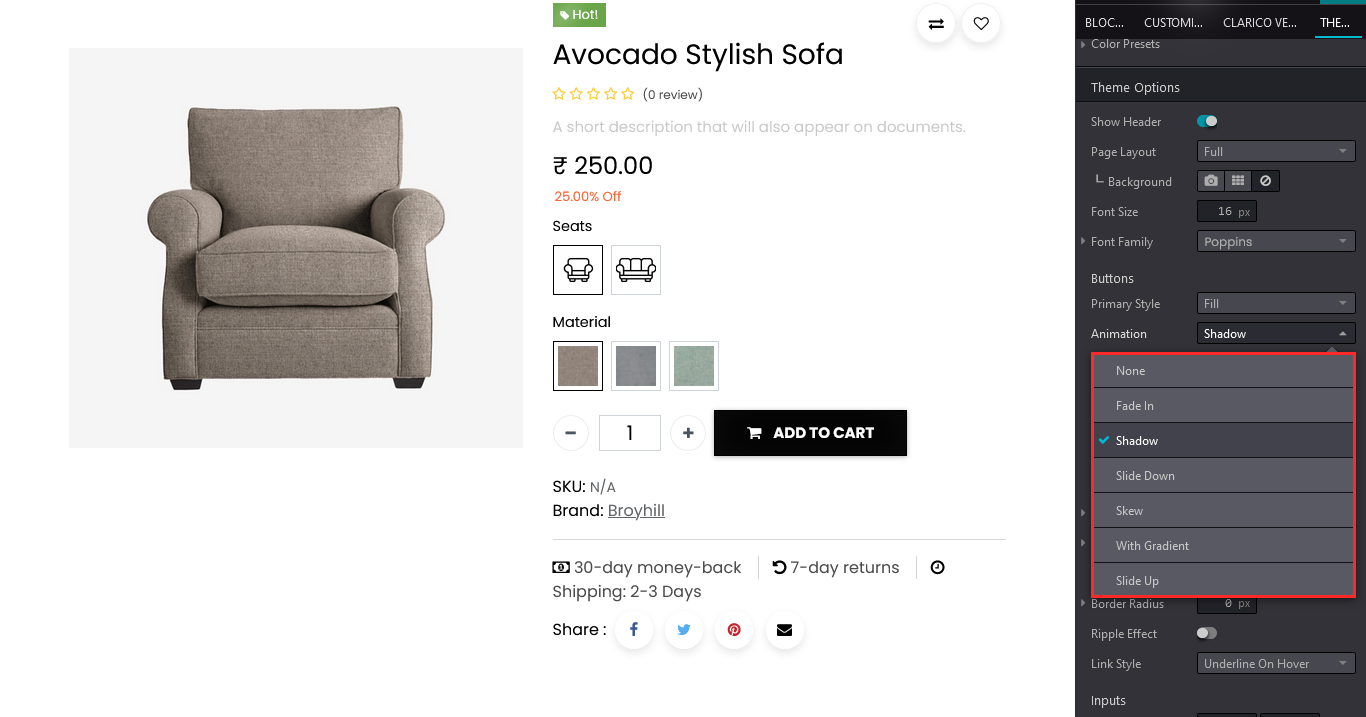 Hot!
Avocado Stylish Sofa
(0 review)
A short description that will also appear on documents.
₹ 250.00
25.00% Off
Seats
Material
1
ADD TO CART
SKU: N/A
Brand: Broyhill
30-day money-back
7-day returns
Shipping: 2-3 Days
Share :
BLOC...
CUSTOMI...
CLARICO VE...
THE...
Color Presets
Theme Options
Show Header
Page Layout
Full
Background
Font Size
16 px
Font Family
Poppins
Buttons
Primary Style
Fill
Animation
Shadow
None
Fade In
Shadow
Slide Down
Skew
With Gradient
Slide Up
Border Radius
0 px
Ripple Effect
Link Style
Underline On Hover
Inputs